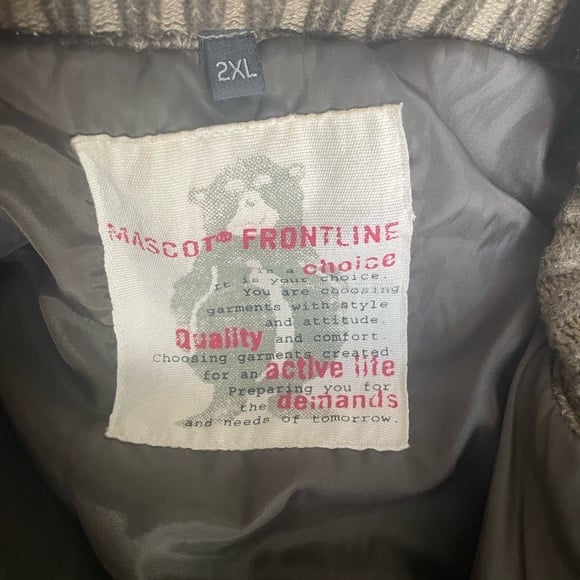 2XL
MASCOT® FRONTLINE
is a choice
It is your choice.
You are choosing
garments with style
and attitude.
Quality and comfort.
Choosing garments created
for an active life
Preparing you for
the demands
and needs of tomorrow.